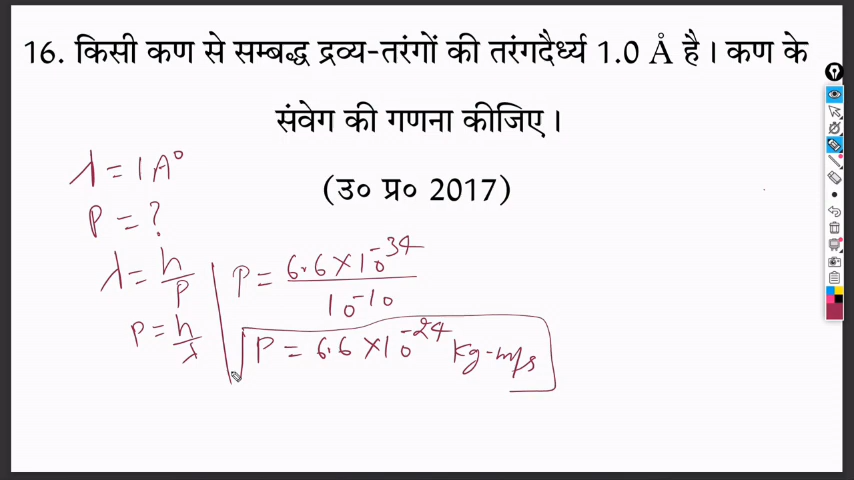 16. किसी कण से सम्बद्ध द्रव्य-तरंगों की तरंगदैर्ध्य 1.0 Å है। कण के
संवेग की गणना कीजिए।
(उ० प्र० 2017)
λ = 1 A°
P = ?
λ = h/P
P = h/λ
P = 6.6 × 10⁻³⁴ / 10⁻¹⁰
P = 6.6 × 10⁻²⁴ Kg-m/s